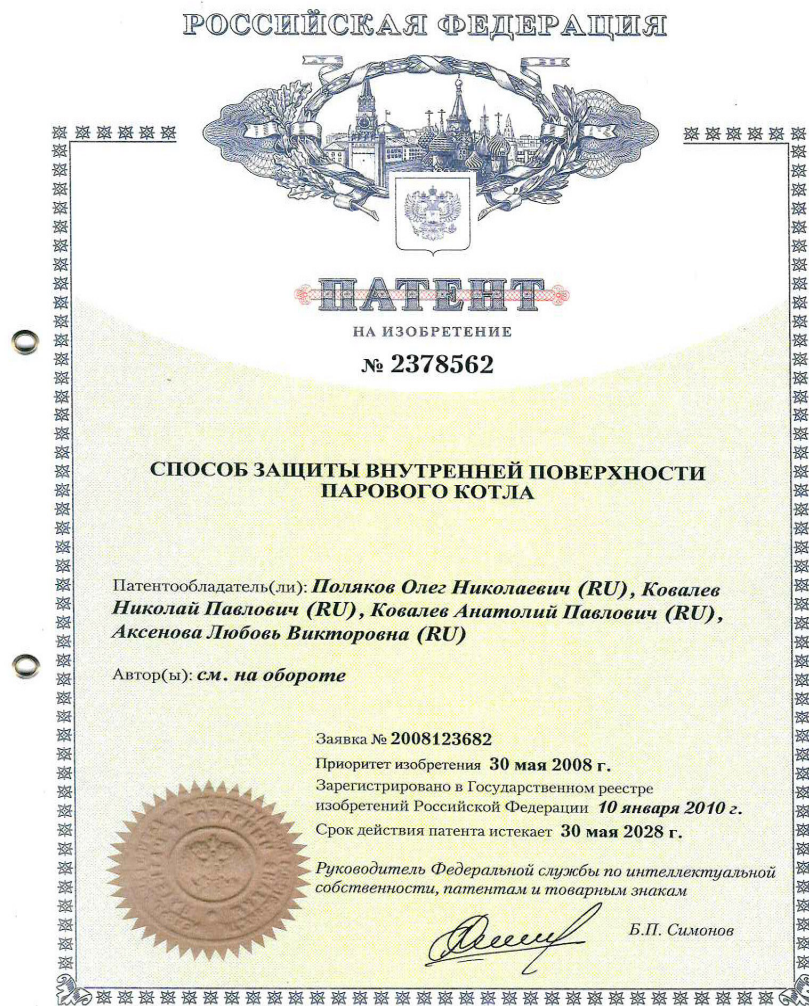 РОССИЙСКАЯ ФЕДЕРАЦИЯ
ПАТЕНТ
НА ИЗОБРЕТЕНИЕ
№ 2378562
СПОСОБ ЗАЩИТЫ ВНУТРЕННЕЙ ПОВЕРХНОСТИ
ПАРОВОГО КОТЛА
Патентообладатель(ли): Поляков Олег Николаевич (RU), Ковалев
Николай Павлович (RU), Ковалев Анатолий Павлович (RU),
Аксенова Любовь Викторовна (RU)
Автор(ы): см. на обороте
Заявка № 2008123682
Приоритет изобретения 30 мая 2008 г.
Зарегистрировано в Государственном реестре
изобретений Российской Федерации 10 января 2010 г.
Срок действия патента истекает 30 мая 2028 г.
Руководитель Федеральной службы по интеллектуальной
собственности, патентам и товарным знакам
Б.П. Симонов